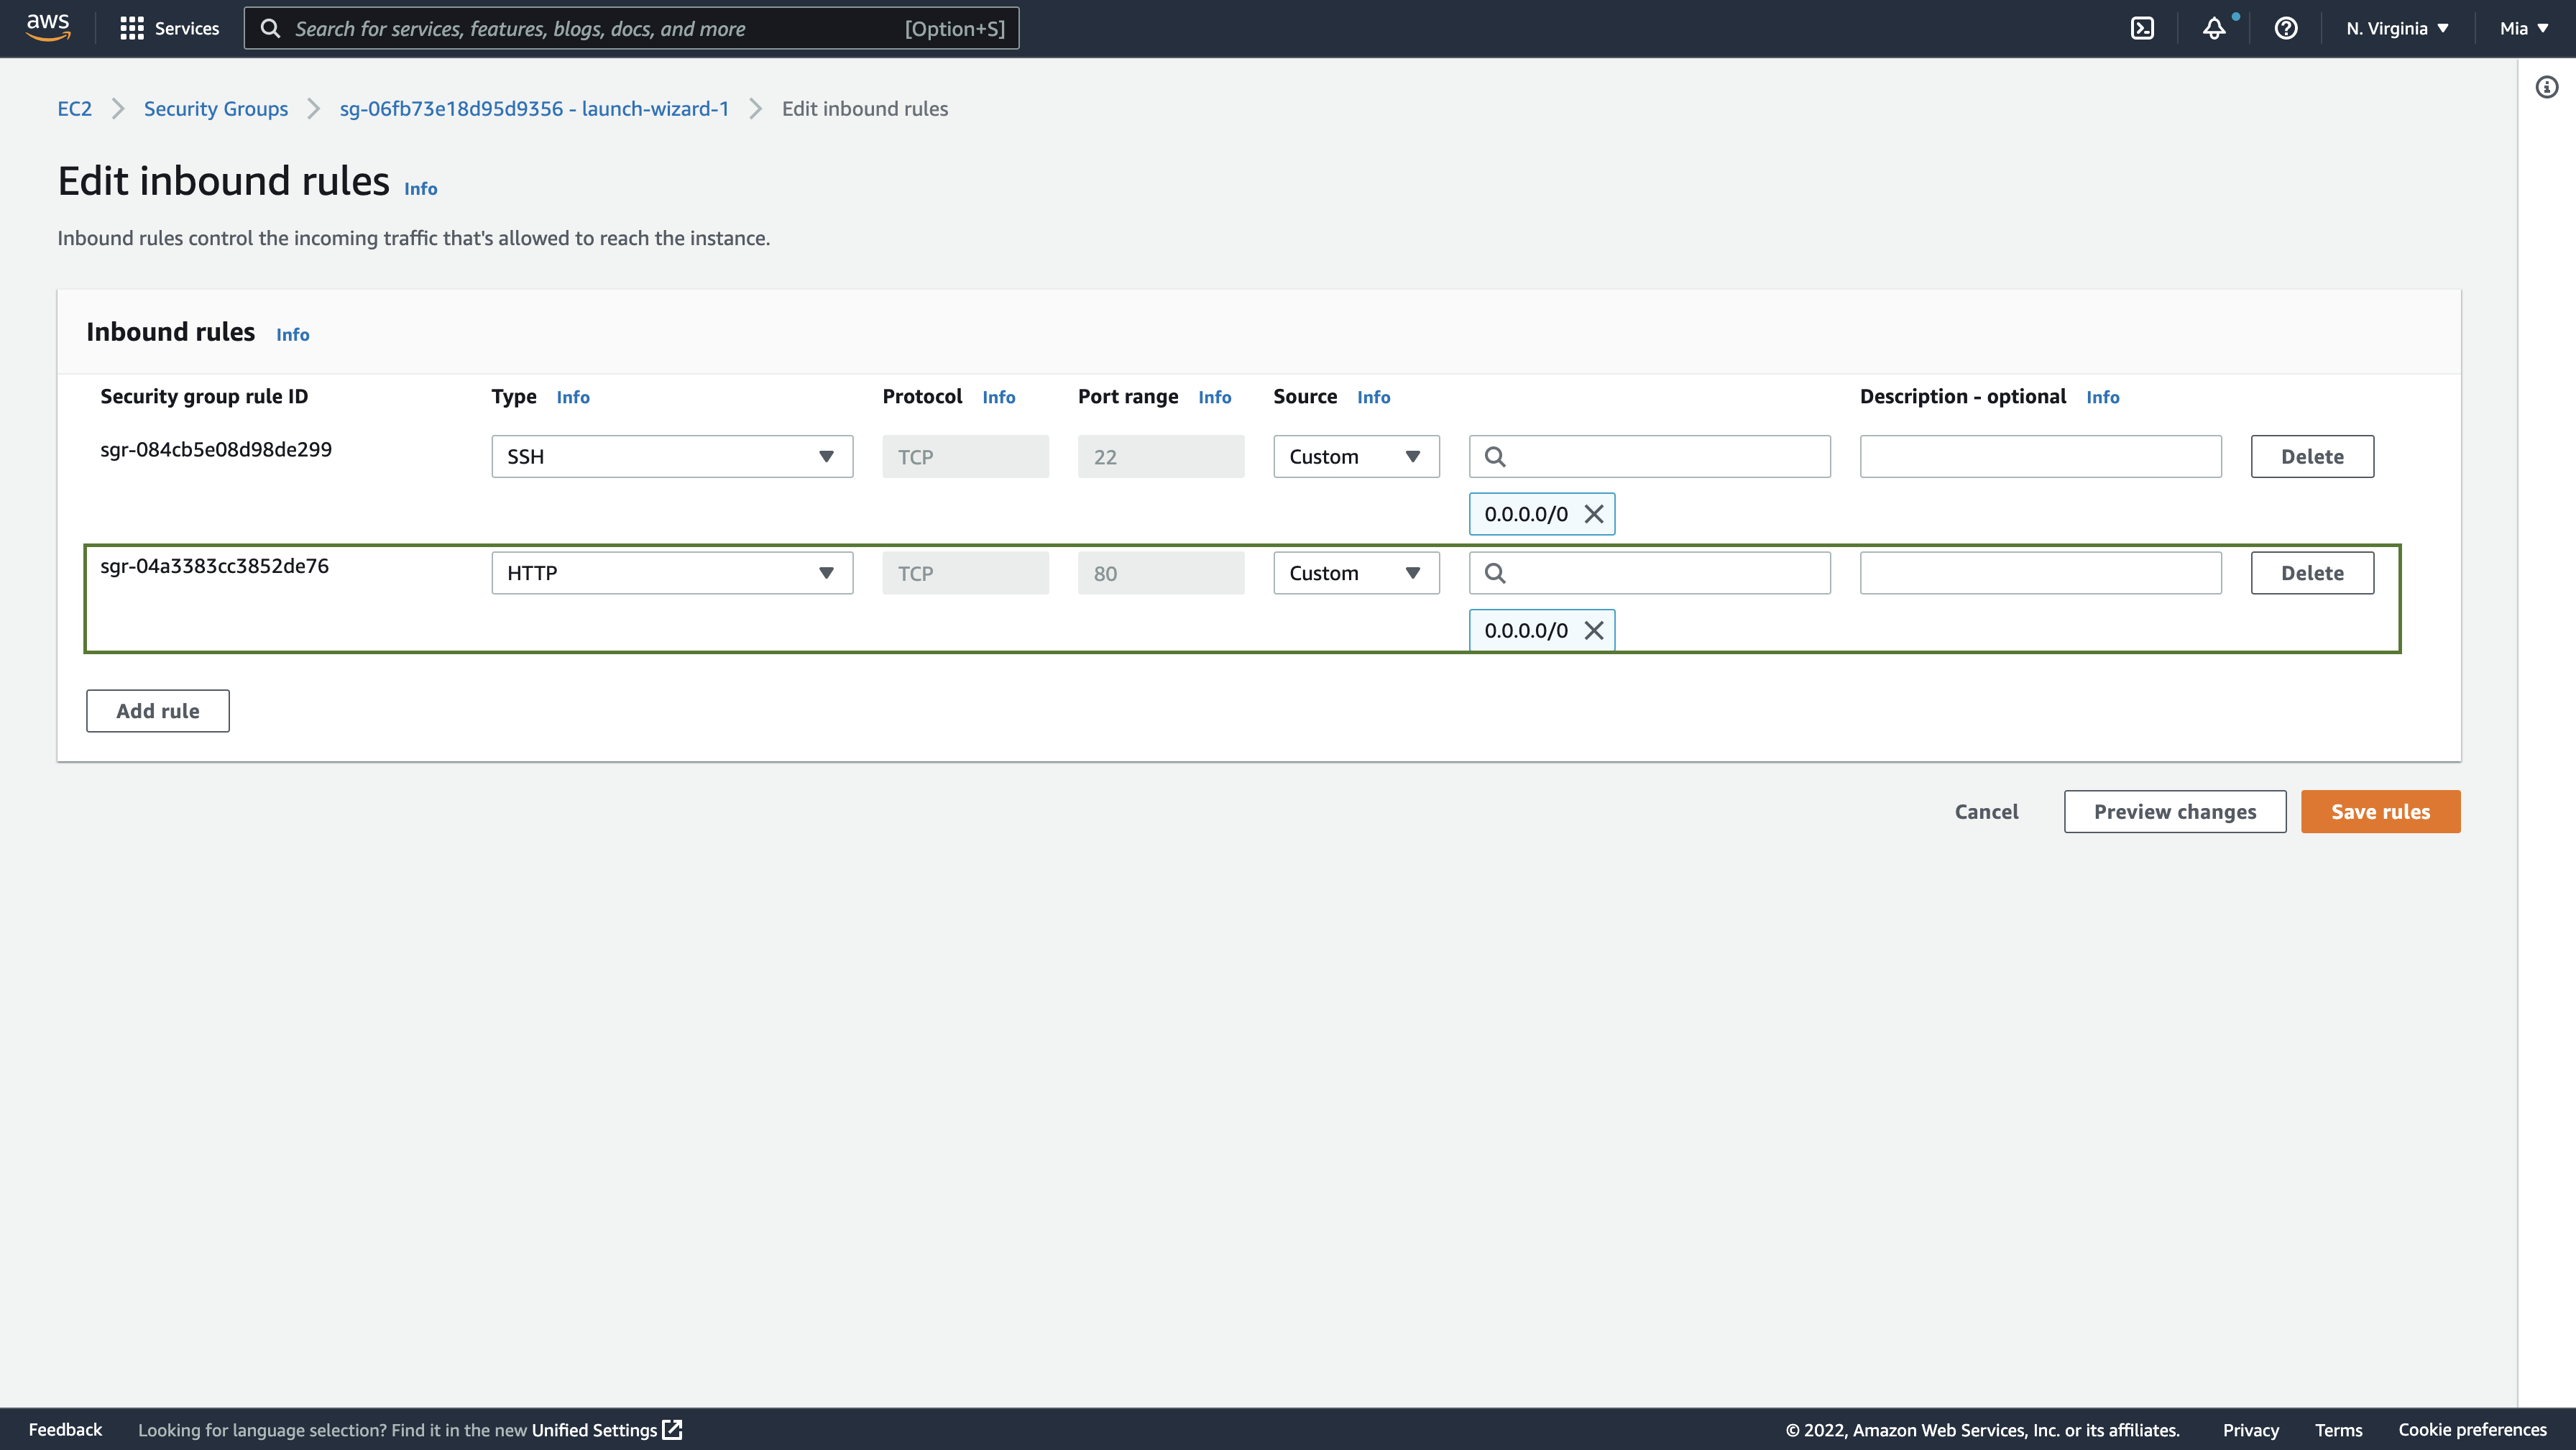 aws Services Search for services, features, blogs, docs, and more [Option+S] N. Virginia Mia
EC2 Security Groups sg-06fb73e18d95d9356 - launch-wizard-1 Edit inbound rules
Edit inbound rules Info
Inbound rules control the incoming traffic that's allowed to reach the instance.
Inbound rules Info
Security group rule ID Type Info Protocol Info Port range Info Source Info Description - optional Info
sgr-084cb5e08d98de299 SSH TCP 22 Custom Delete
0.0.0.0/0
sgr-04a3383cc3852de76 HTTP TCP 80 Custom Delete
0.0.0.0/0
Add rule
Cancel Preview changes Save rules
Feedback Looking for language selection? Find it in the new Unified Settings © 2022, Amazon Web Services, Inc. or its affiliates. Privacy Terms Cookie preferences